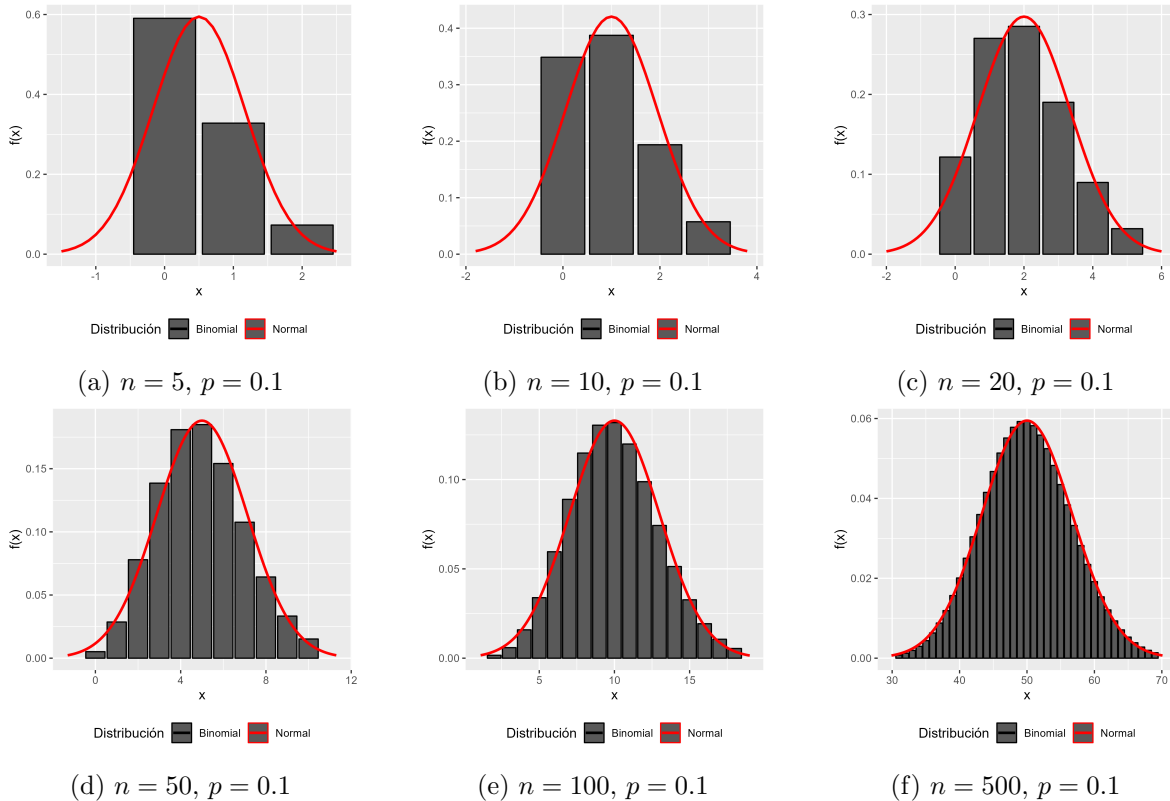 0.6
0.4
0.2
0.0
f(x)
-1
0
1
2
x
Distribución Binomial Normal
(a) n = 5, p = 0.1
0.4
0.3
0.2
0.1
0.0
f(x)
-2
0
2
4
x
Distribución Binomial Normal
(b) n = 10, p = 0.1
0.3
0.2
0.1
0.0
f(x)
-2
0
2
4
6
x
Distribución Binomial Normal
(c) n = 20, p = 0.1
0.15
0.10
0.05
0.00
f(x)
0
4
8
12
x
Distribución Binomial Normal
(d) n = 50, p = 0.1
0.10
0.05
0.00
f(x)
5
10
15
x
Distribución Binomial Normal
(e) n = 100, p = 0.1
0.06
0.04
0.02
0.00
f(x)
30
40
50
60
70
x
Distribución Binomial Normal
(f) n = 500, p = 0.1